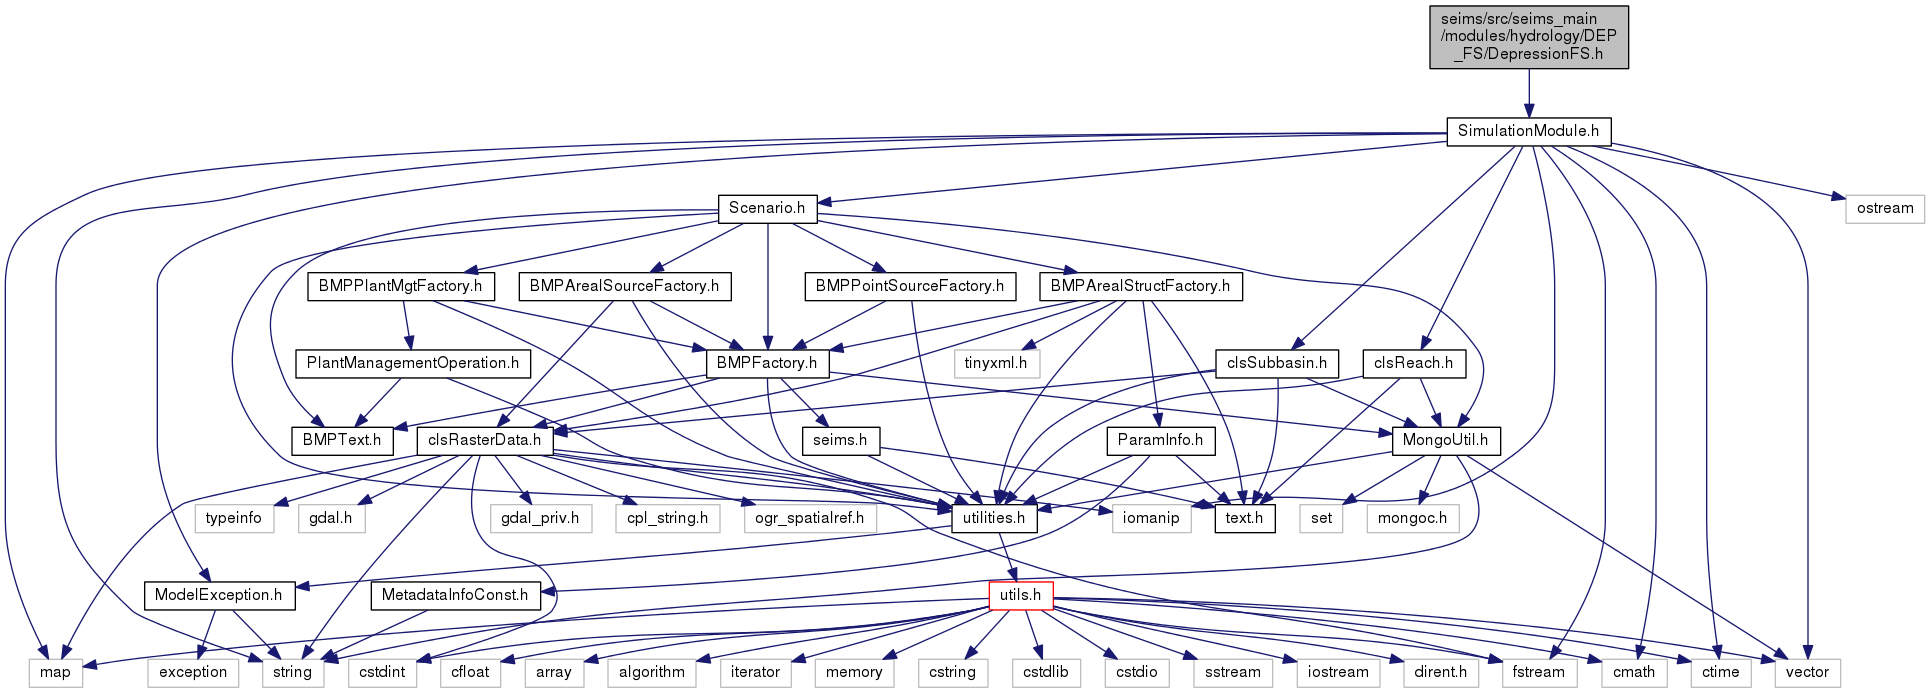 seims/src/seims_main
/modules/hydrology/DEP
_FS/DepressionFS.h
SimulationModule.h
Scenario.h
ostream
BMPPlantMgtFactory.h
BMPArealSourceFactory.h
BMPPointSourceFactory.h
BMPArealStructFactory.h
PlantManagementOperation.h
BMPFactory.h
tinyxml.h
clsSubbasin.h
clsReach.h
BMPText.h
clsRasterData.h
seims.h
ParamInfo.h
MongoUtil.h
typeinfo
gdal.h
gdal_priv.h
cpl_string.h
ogr_spatialref.h
utilities.h
iomanip
text.h
set
mongoc.h
ModelException.h
MetadataInfoConst.h
utils.h
map
exception
string
cstdint
cfloat
array
algorithm
iterator
memory
cstring
cstdlib
cstdio
sstream
iostream
dirent.h
fstream
cmath
ctime
vector